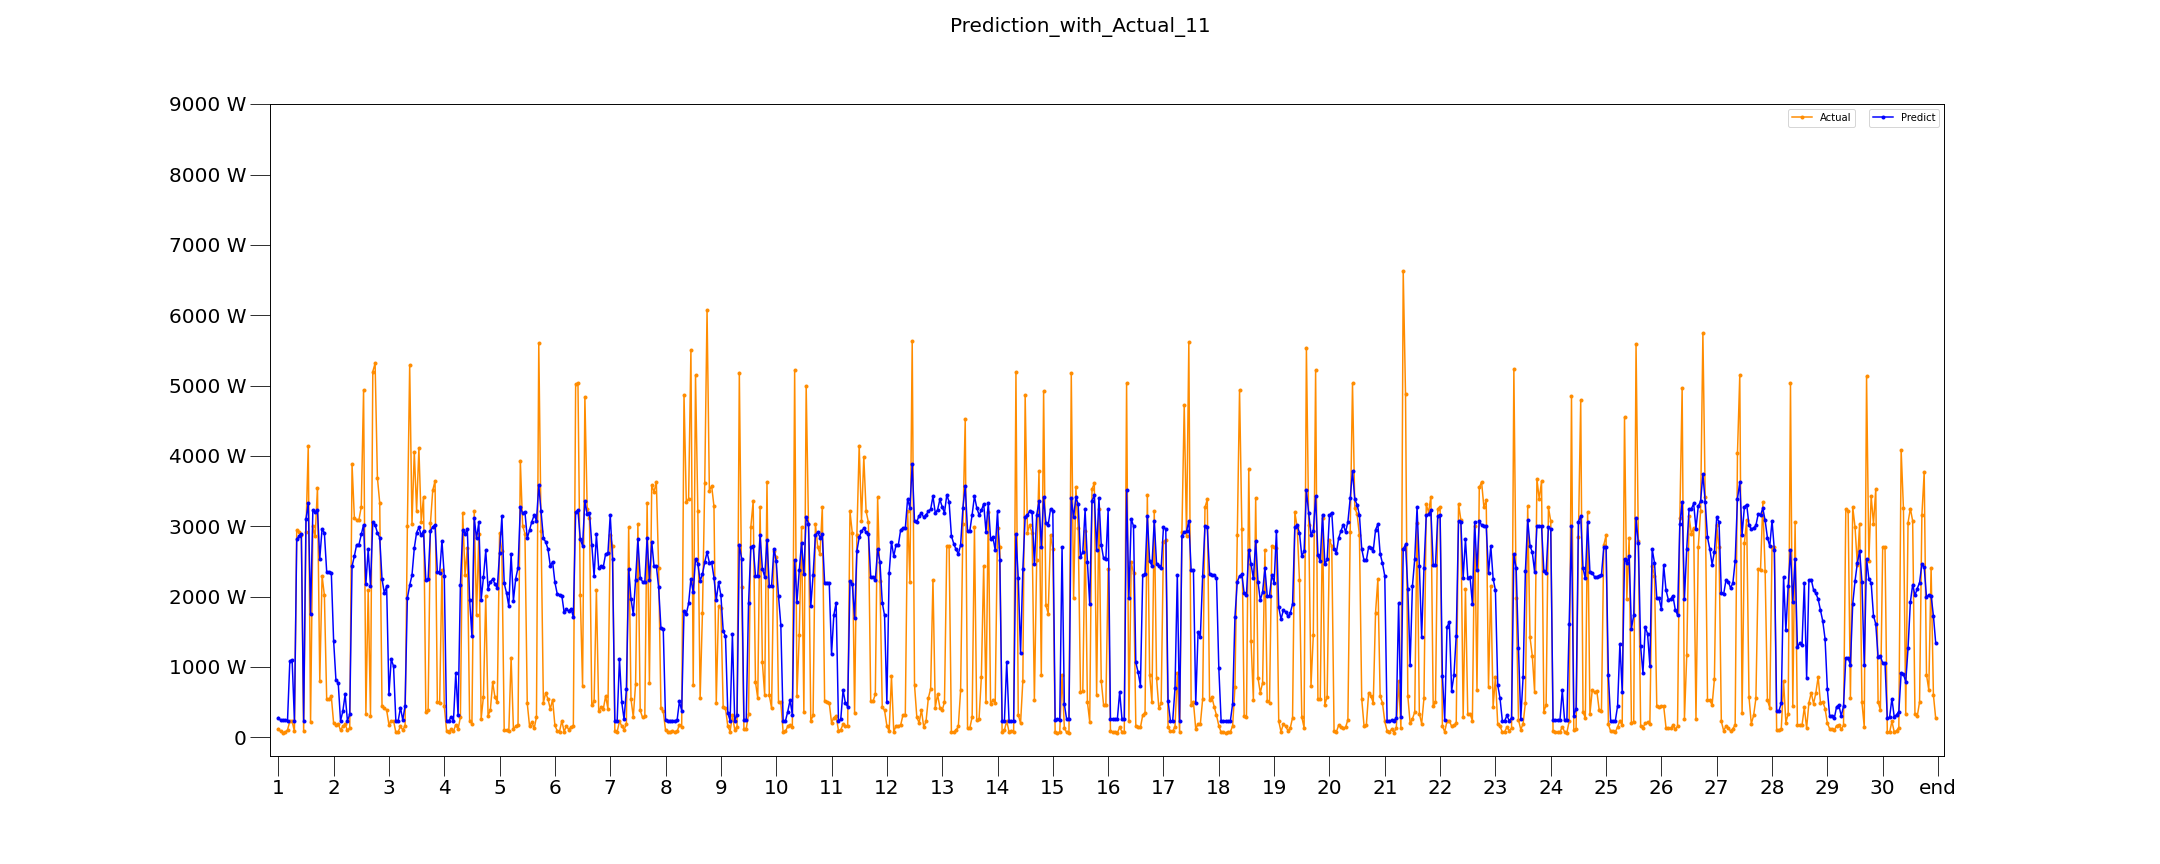 Prediction_with_Actual_11
Actual Predict
9000 W
8000 W
7000 W
6000 W
5000 W
4000 W
3000 W
2000 W
1000 W
0
1 2 3 4 5 6 7 8 9 10 11 12 13 14 15 16 17 18 19 20 21 22 23 24 25 26 27 28 29 30 end